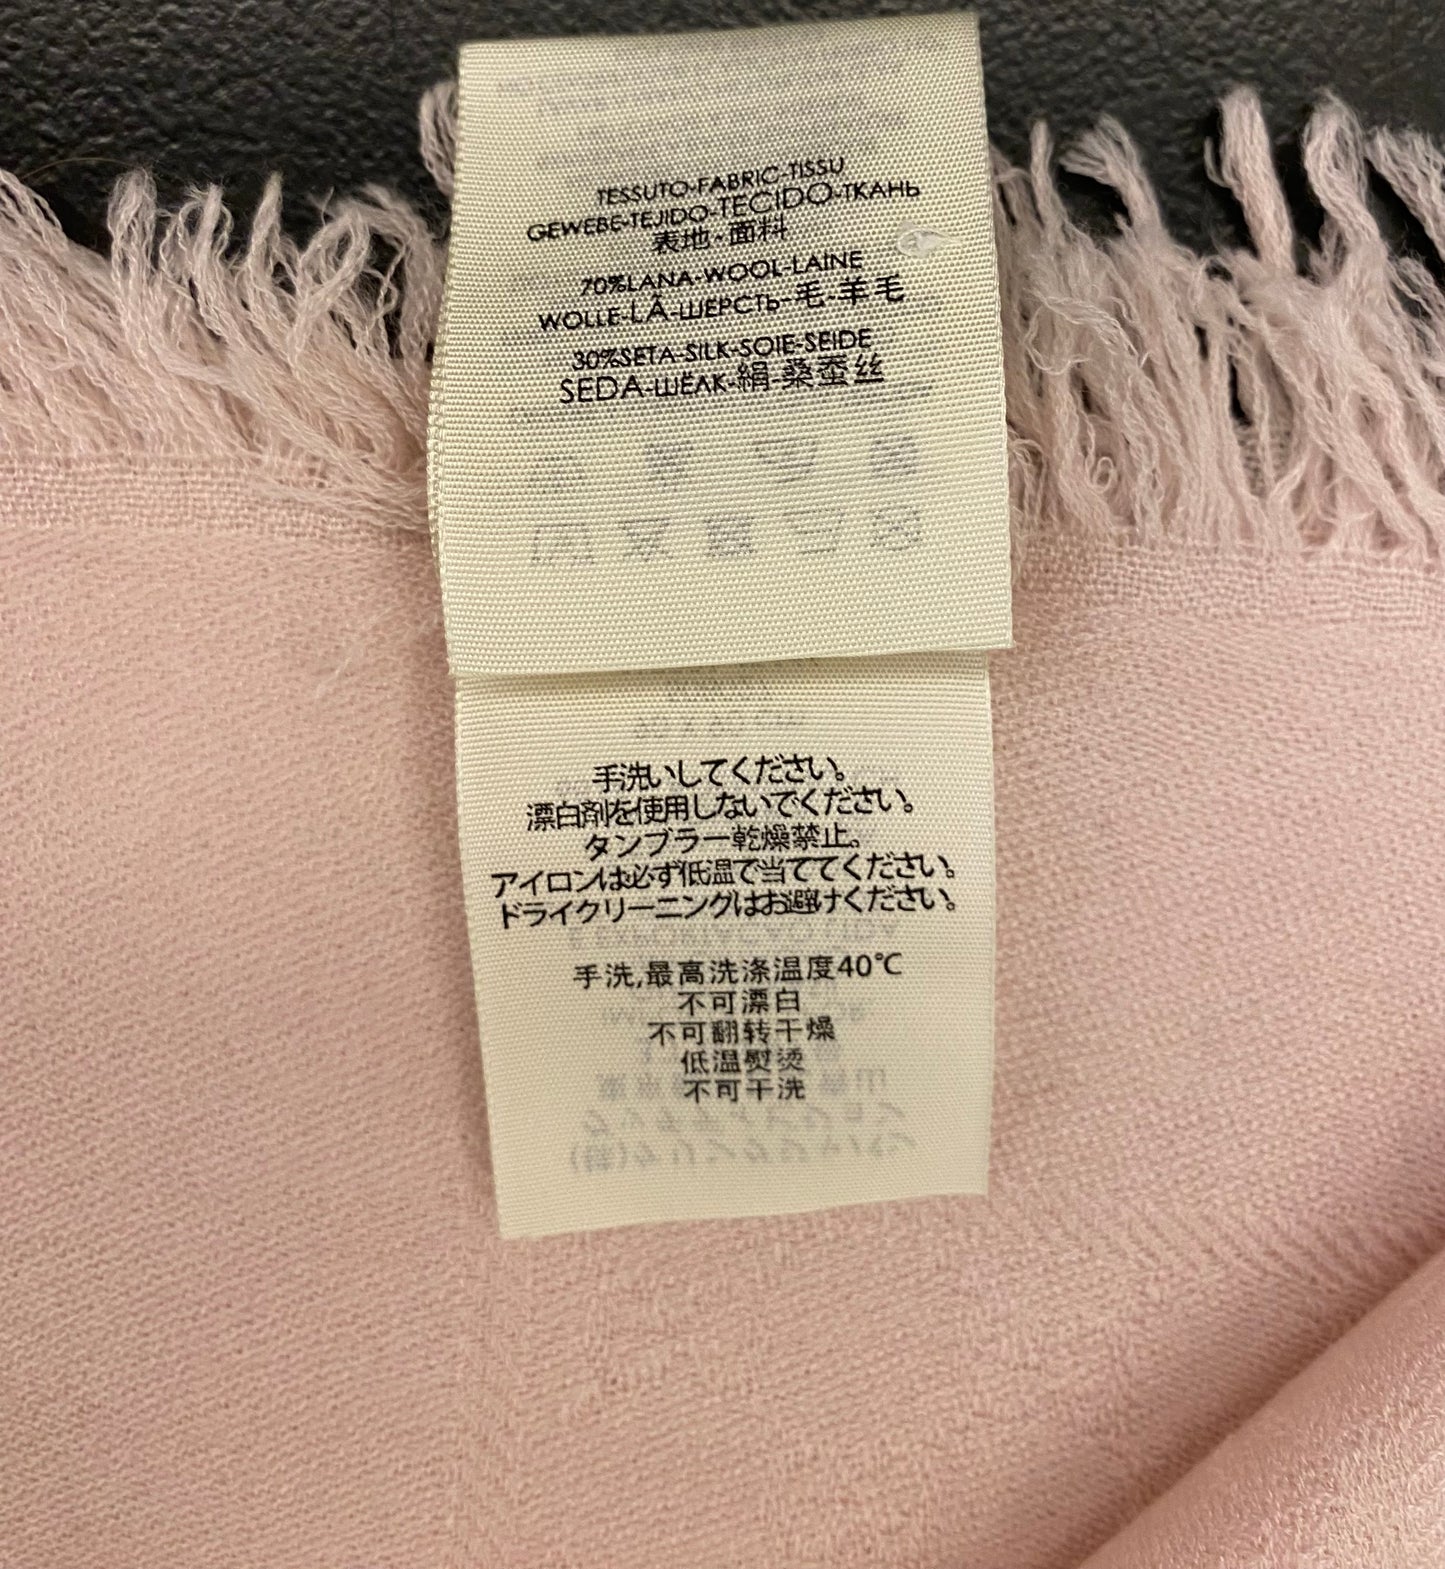 TESSUTO-FABRIC-TISSU
GEWEBE-TEJIDO-TECIDO-ТКАНЬ
表地-面料
70%LANA-WOOL-LAINE
WOLLE-LÃ-ШЕРСТЬ-毛-羊毛
30%SETA-SILK-SOIE-SEIDE
SEDA-ШЁЛК-絹-桑蚕丝
手洗いしてください。
漂白剤を使用しないでください。
タンブラー乾燥禁止。
アイロンは必ず低温で当ててください。
ドライクリーニングはお避けください。
手洗,最高洗涤温度40℃
不可漂白
不可翻转干燥
低温熨烫
不可干洗